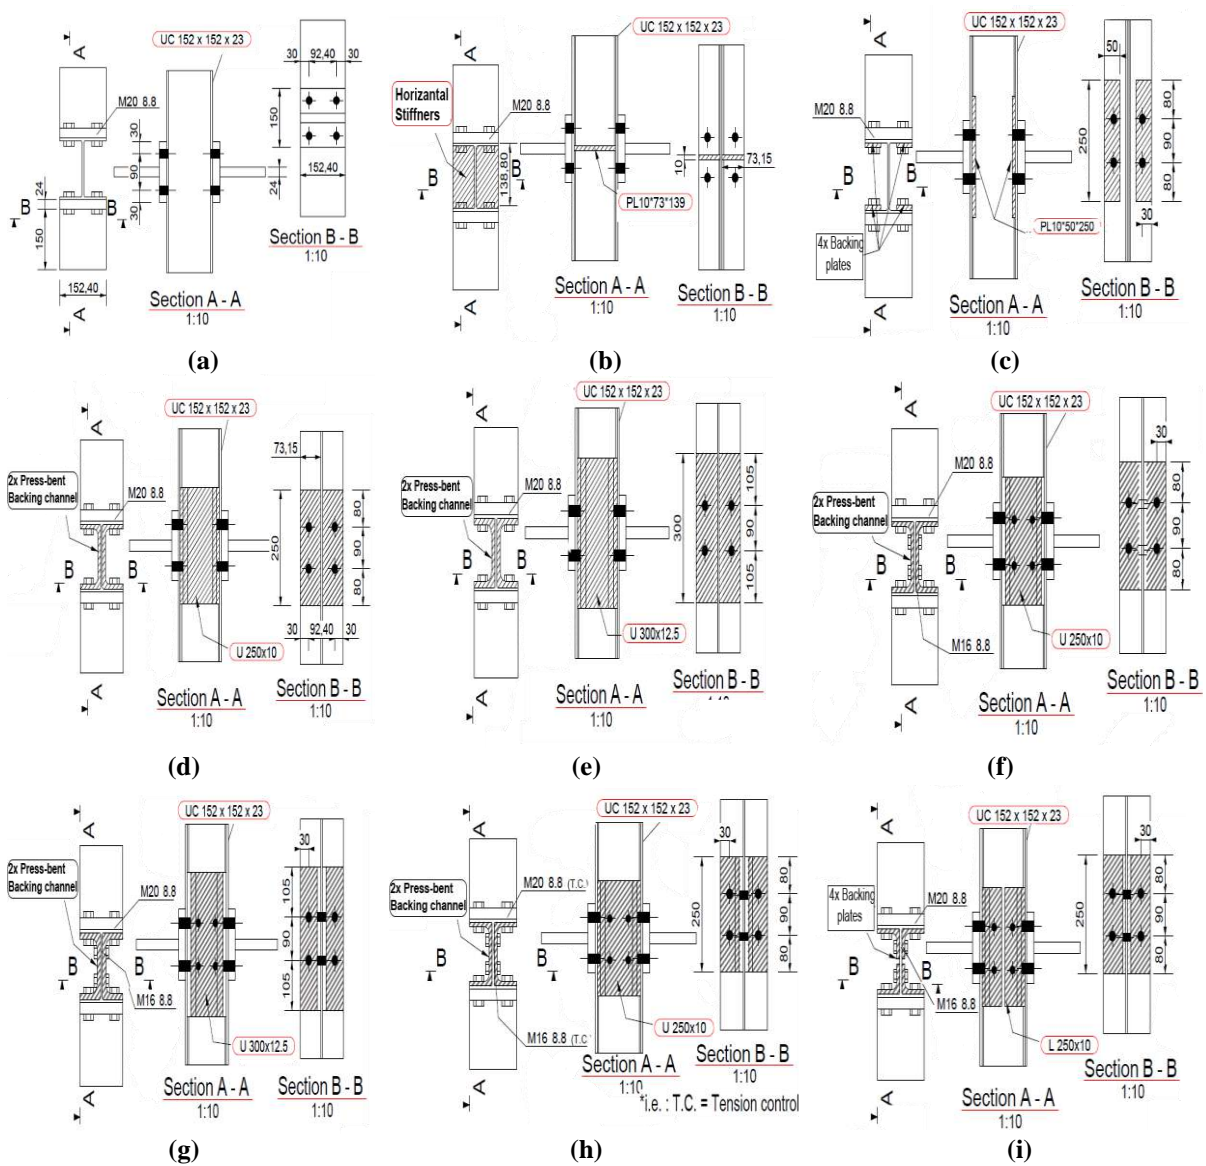 A
UC 152 x 152 x 23
30 92,40 30
M20 8.8
150
30
90
30
24
24
B B
150
152,40
152,40
A
Section A - A
1:10
Section B - B
1:10
(a)
A
UC 152 x 152 x 23
Horizantal
Stiffners
M20 8.8
138,80
10
73,15
B B
PL10*73*139
A
Section A - A
1:10
Section B - B
1:10
(b)
A
UC 152 x 152 x 23
50
M20 8.8
250
80
90
80
B B
PL10*50*250
30
4x Backing
plates
A
Section A - A
1:10
Section B - B
1:10
(c)
A
UC 152 x 152 x 23
73,15
2x Press-bent
Backing channel
M20 8.8
250
80
90
80
B B
30 92,40 30
U 250x10
A
Section A - A
1:10
Section B - B
1:10
(d)
A
UC 152 x 152 x 23
2x Press-bent
Backing channel
M20 8.8
300
105
90
105
B B
U 300x12.5
A
Section A - A
1:10
Section B - B
(e)
A
UC 152 x 152 x 23
30
M20 8.8
2x Press-bent
Backing channel
80
90
80
B B
U 250x10
M16 8.8
A
Section A - A
1:10
Section B - B
1:10
(f)
A
UC 152 x 152 x 23
30
2x Press-bent
Backing channel
M20 8.8
105
90
105
B B
M16 8.8
U 300x12.5
A
Section A - A
1:10
Section B - B
1:10
(g)
A
UC 152 x 152 x 23
30
M20 8.8 (T.C.)
2x Press-bent
Backing channel
250
80
90
80
B B
U 250x10
M16 8.8 (T.C
A
Section A - A
1:10
Section B - B
1:10
*i.e. : T.C. = Tension control
(h)
A
UC 152 x 152 x 23
30
4x Backing
plates
M20 8.8
250
80
90
80
B B
M16 8.8
L 250x10
A
Section A - A
1:10
Section B - B
1:10
(i)